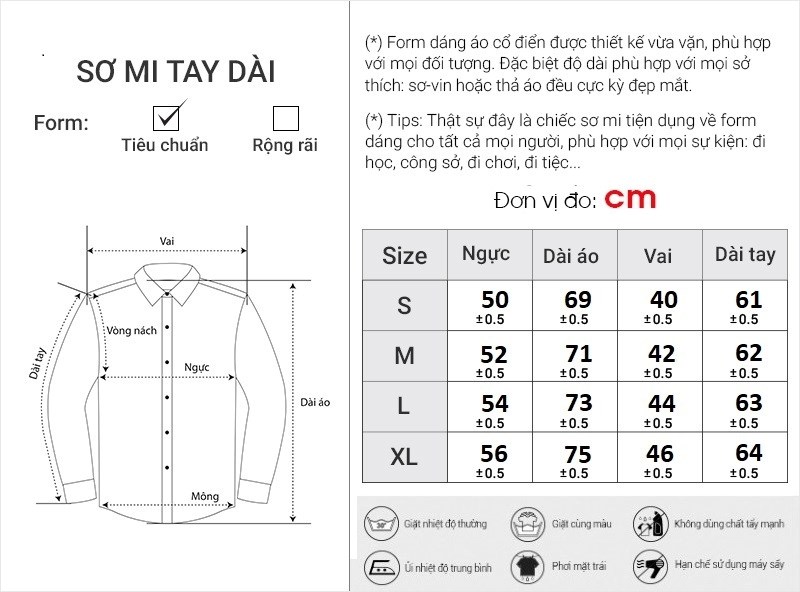 SƠ MI TAY DÀI
Form:
Tiêu chuẩn
Rộng rãi
Vai
Vòng nách
Ngực
Dài tay
Dài áo
Mông
(*) Form dáng áo cổ điển được thiết kế vừa vặn, phù hợp
với mọi đối tượng. Đặc biệt độ dài phù hợp với mọi sở
thích: sơ-vin hoặc thả áo đều cực kỳ đẹp mắt.
(*) Tips: Thật sự đây là chiếc sơ mi tiện dụng về form
dáng cho tất cả mọi người, phù hợp với mọi sự kiện: đi
học, công sở, đi chơi, đi tiệc...
Đơn vị đo: cm
Size Ngực Dài áo Vai Dài tay
S 50 69 40 61
±0.5 ±0.5 ±0.5 ±0.5
M 52 71 42 62
±0.5 ±0.5 ±0.5 ±0.5
L 54 73 44 63
±0.5 ±0.5 ±0.5 ±0.5
XL 56 75 46 64
±0.5 ±0.5 ±0.5 ±0.5
30° Giặt nhiệt độ thường Giặt cùng màu Không dùng chất tẩy mạnh
Ủi nhiệt độ trung bình Phơi mặt trái Hạn chế sử dụng máy sấy